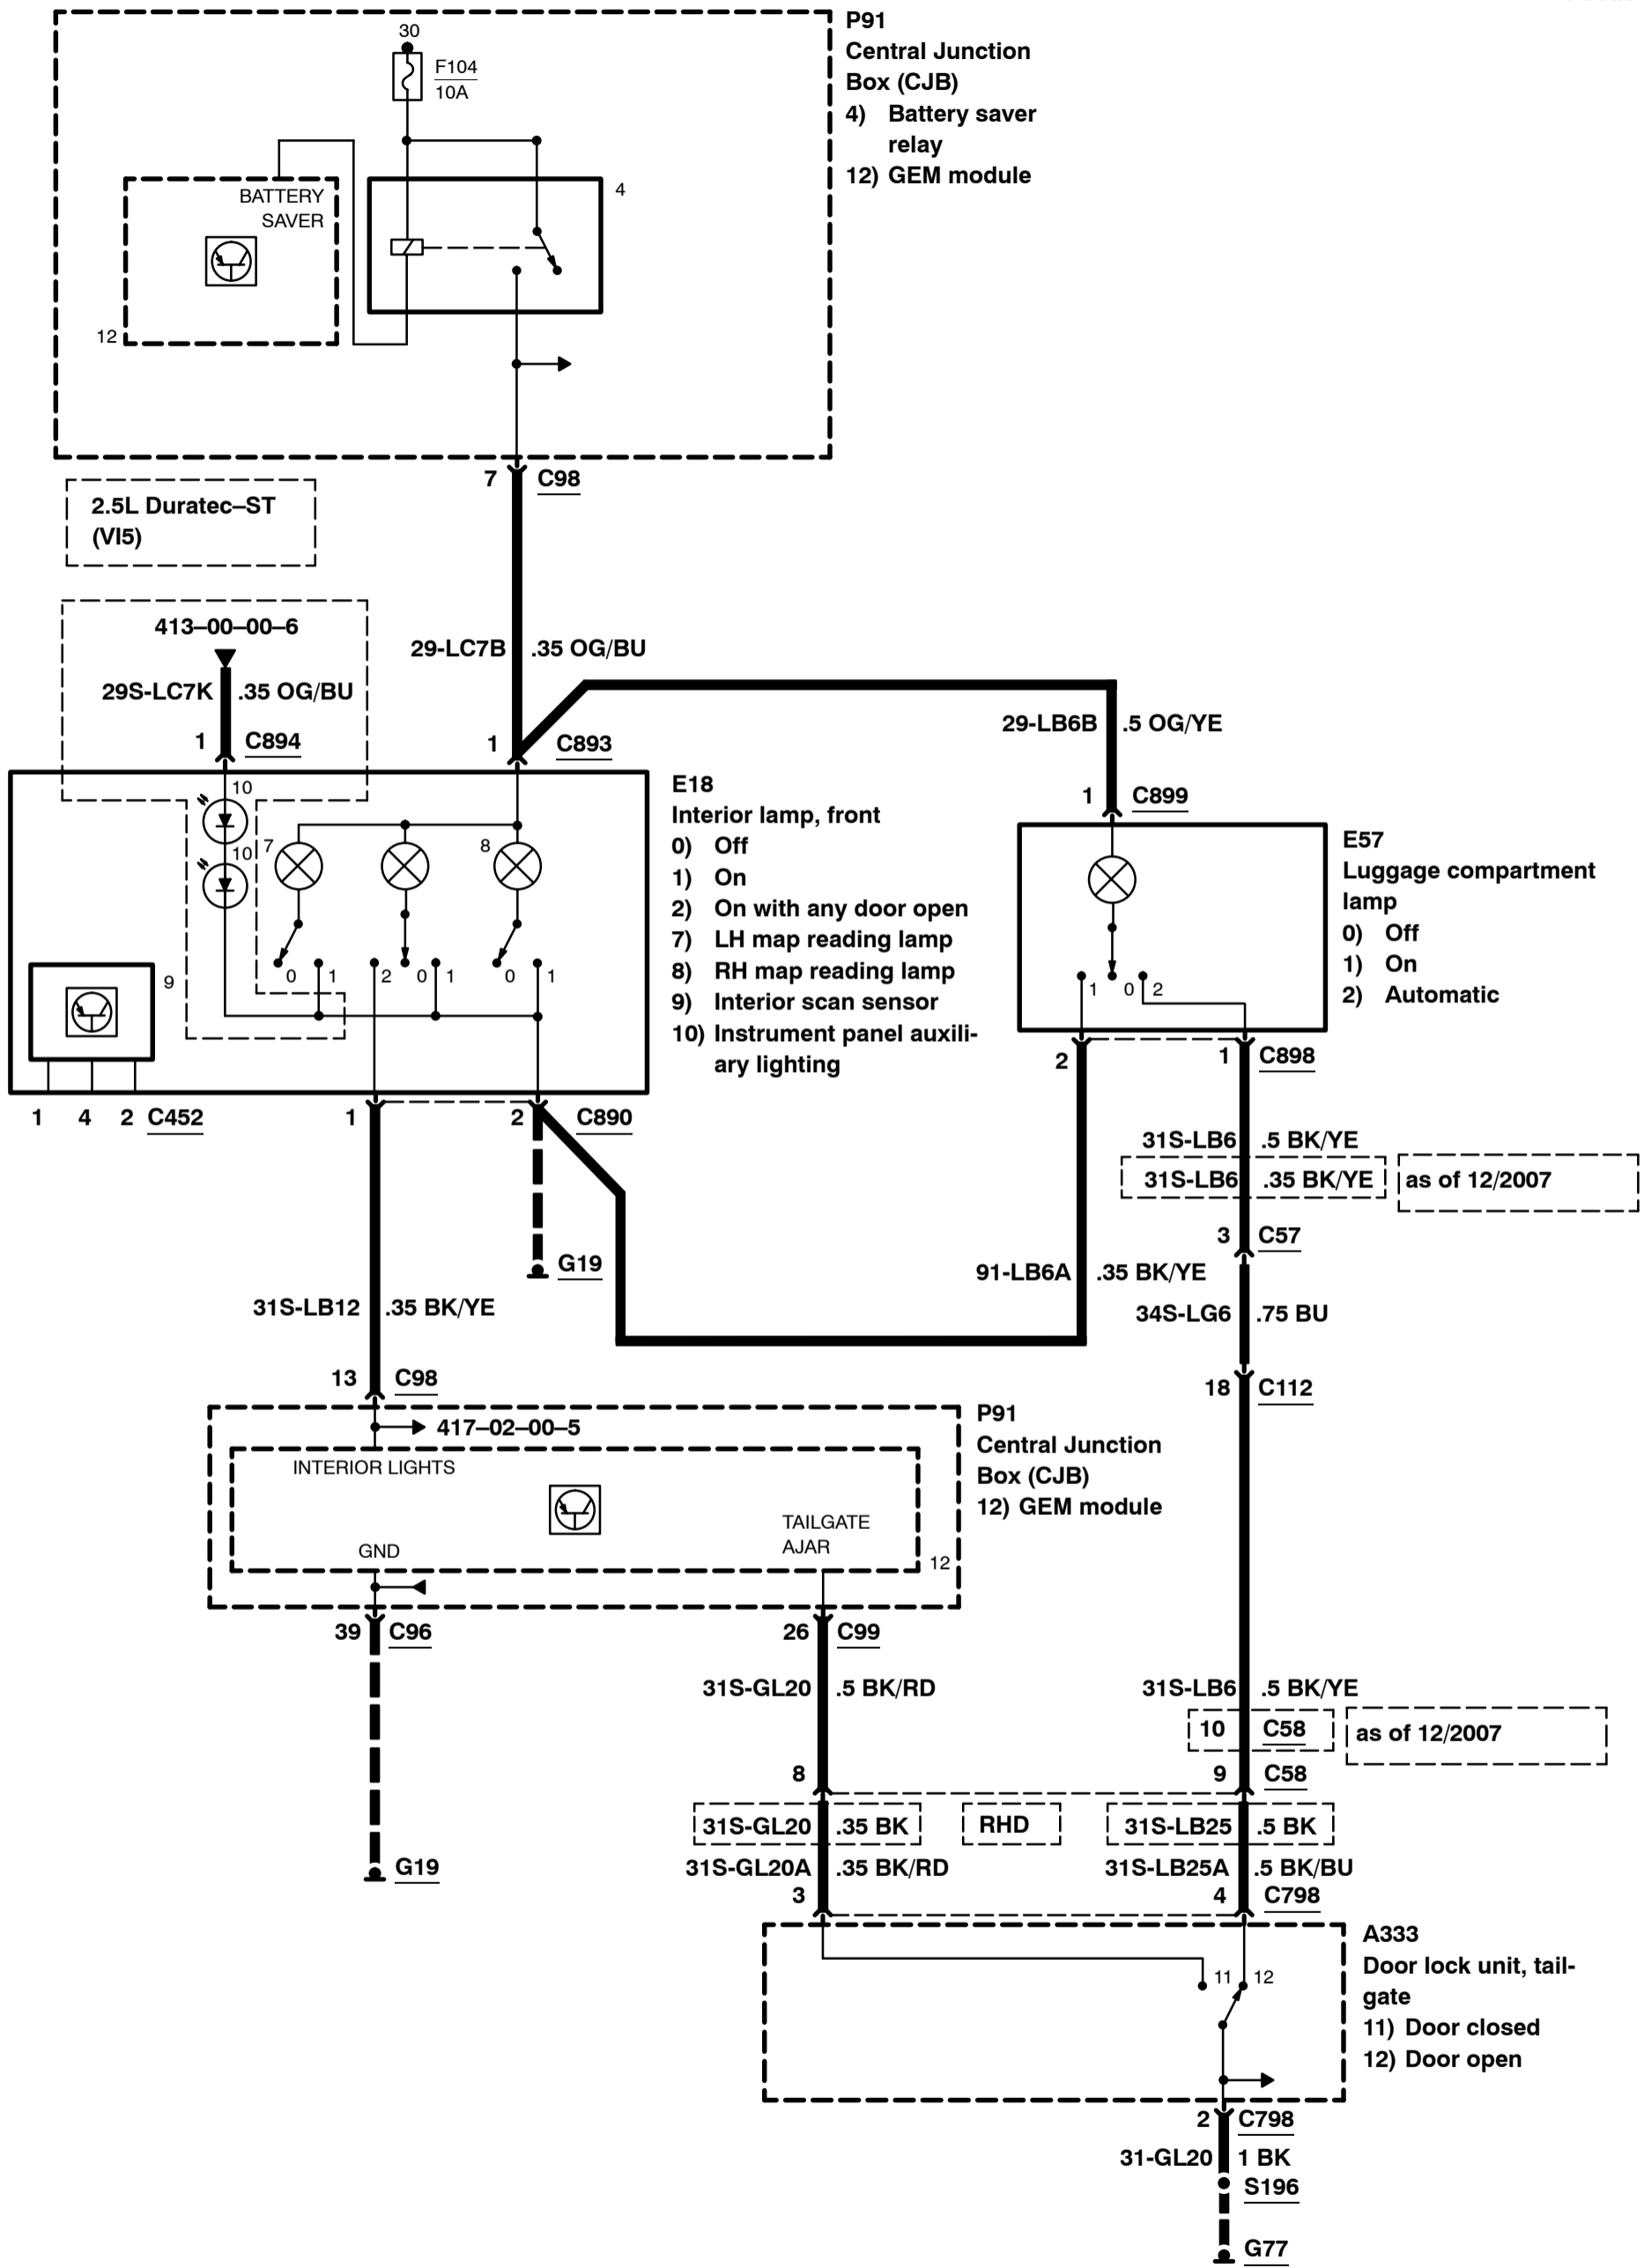 30
F104
10A
BATTERY
SAVER
4
12
P91
Central Junction
Box (CJB)
4) Battery saver
relay
12) GEM module
7 C98
2.5L Duratec–ST
(VI5)
413–00–00–6
29S-LC7K .35 OG/BU
29-LC7B .35 OG/BU
29-LB6B .5 OG/YE
1 C894
1 C893
1 C899
10
10
7
8
0 1
2 0 1
0 1
9
E18
Interior lamp, front
0) Off
1) On
2) On with any door open
7) LH map reading lamp
8) RH map reading lamp
9) Interior scan sensor
10) Instrument panel auxili-
ary lighting
1 0 2
E57
Luggage compartment
lamp
0) Off
1) On
2) Automatic
1 4 2 C452
1
2 C890
2
1 C898
31S-LB6 .5 BK/YE
31S-LB6 .35 BK/YE
as of 12/2007
3 C57
G19
91-LB6A .35 BK/YE
31S-LB12 .35 BK/YE
34S-LG6 .75 BU
13 C98
18 C112
417–02–00–5
INTERIOR LIGHTS
TAILGATE
AJAR
GND
12
P91
Central Junction
Box (CJB)
12) GEM module
39 C96
26 C99
31S-GL20 .5 BK/RD
31S-LB6 .5 BK/YE
10 C58
as of 12/2007
8
9 C58
31S-GL20 .35 BK
RHD
31S-LB25 .5 BK
31S-GL20A .35 BK/RD
31S-LB25A .5 BK/BU
G19
3
4 C798
11 12
A333
Door lock unit, tail-
gate
11) Door closed
12) Door open
2 C798
31-GL20 1 BK
S196
G77